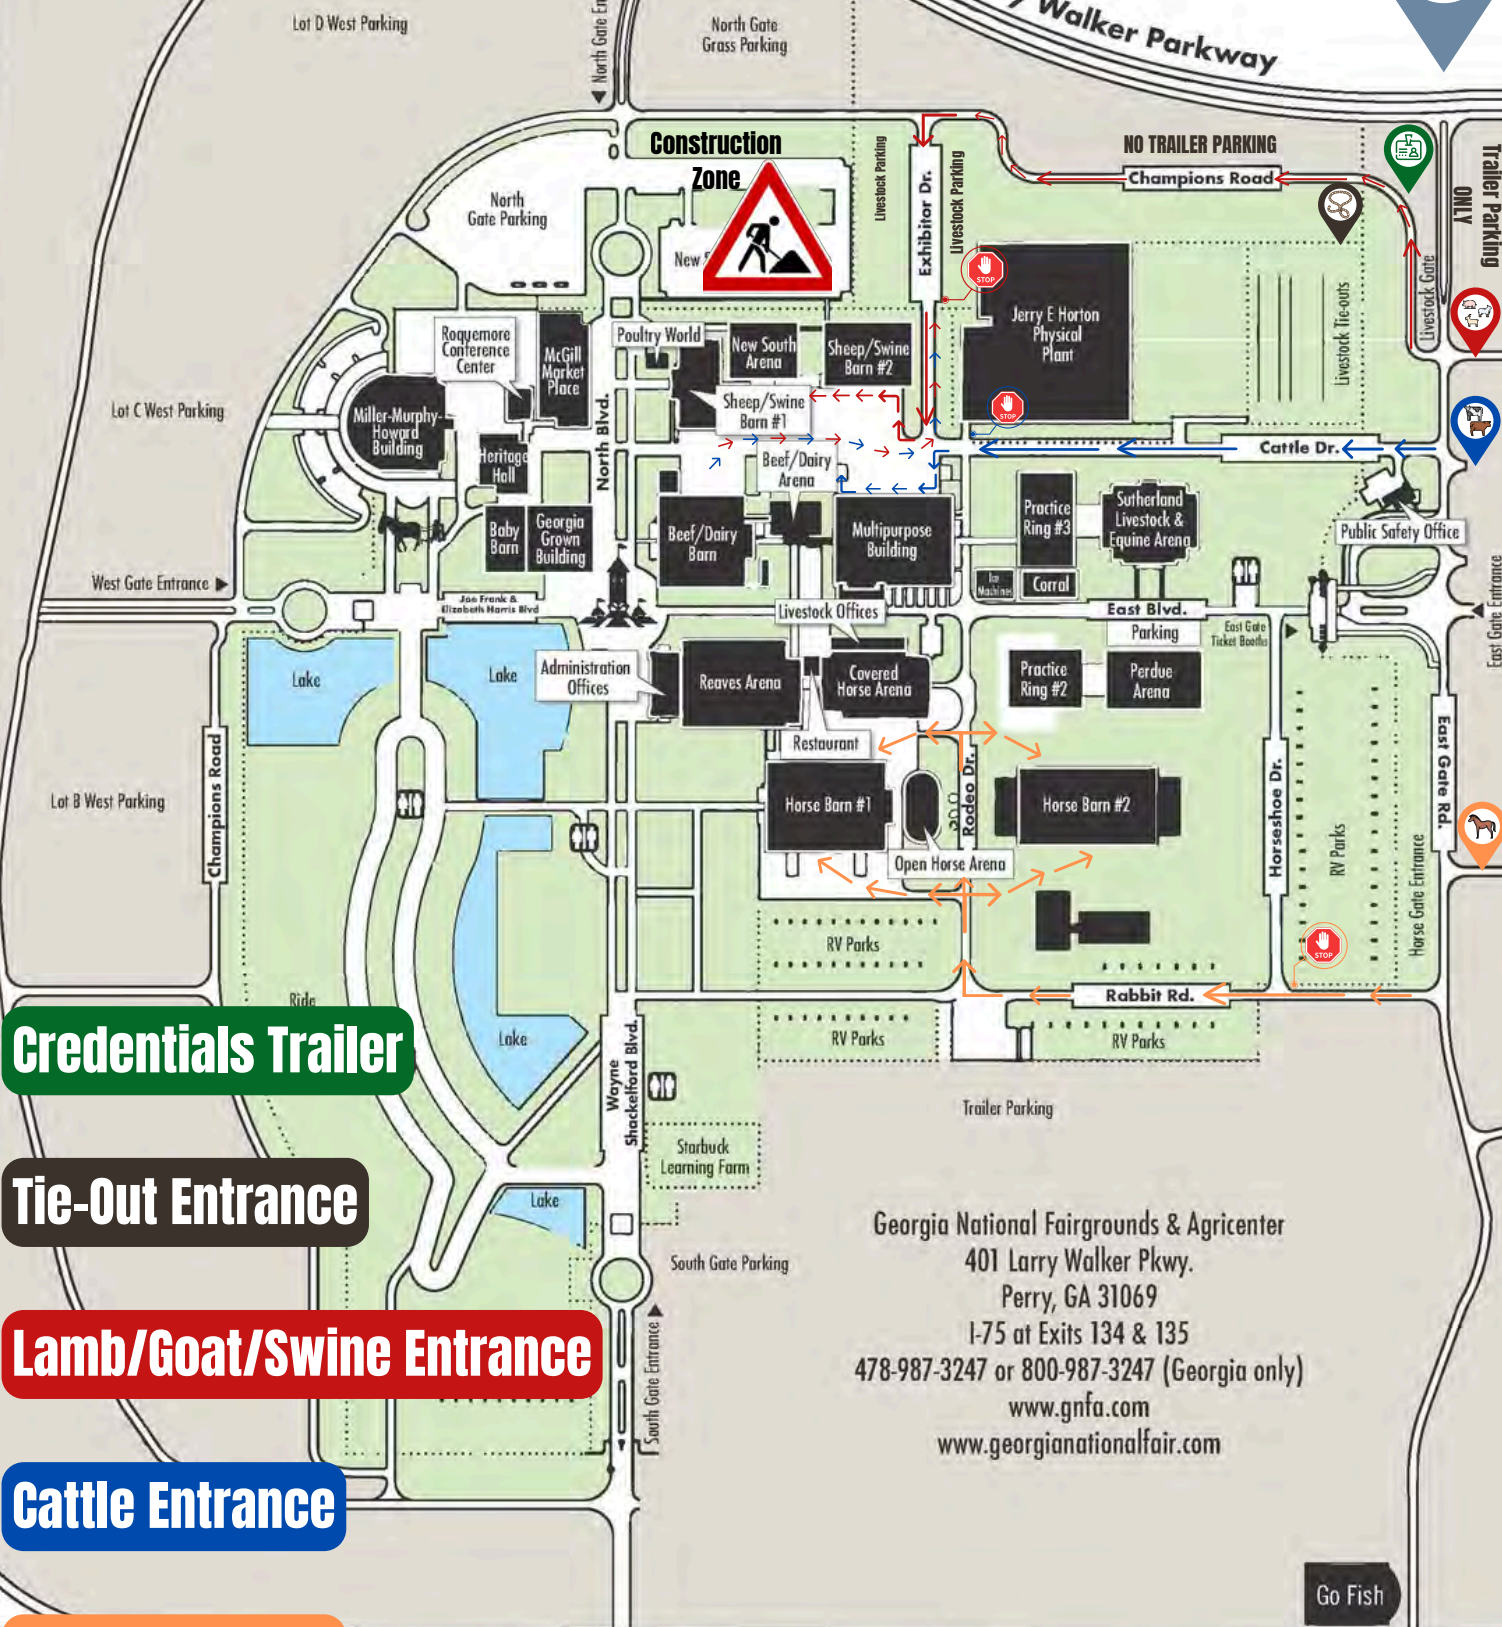 Lot D West Parking
North Gate
Grass Parking
Walker Parkway
Construction
Zone
Livestock Parking
Exhibitor Dr.
Livestock Parking
NO TRAILER PARKING
Champions Road
Trailer Parking
ONLY
North
Gate Parking
New
STOP
Jerry E Horton
Physical
Plant
Livestock Tie-outs
Livestock Gate
Roquemore
Conference
Center
McGill
Market
Place
Poultry World
New South
Arena
Sheep/Swine
Barn #2
Sheep/Swine
Barn #1
STOP
Lot C West Parking
Miller-Murphy-
Howard
Building
Heritage
Hall
North Blvd.
Beef/Dairy
Arena
Cattle Dr.
Baby
Barn
Georgia
Grown
Building
Beef/Dairy
Barn
Multipurpose
Building
Practice
Ring #3
Sutherland
Livestock &
Equine Arena
Public Safety Office
West Gate Entrance
Joe Frank &
Elizabeth Harris Blvd
Ice
Machines
Corral
Livestock Offices
East Blvd.
Parking
East Gate
Ticket Booths
East Gate Entrance
Lake
Lake
Administration
Offices
Reaves Arena
Covered
Horse Arena
Practice
Ring #2
Perdue
Arena
Restaurant
Champions Road
Lot B West Parking
Horse Barn #1
Rodeo Dr.
Horse Barn #2
Horseshoe Dr.
RV Parks
East Gate Rd.
Open Horse Arena
Horse Gate Entrance
RV Parks
STOP
Rabbit Rd.
Ride
Lake
RV Parks
RV Parks
Credentials Trailer
Wayne
Shackelford Blvd.
Trailer Parking
Starbuck
Learning Farm
Tie-Out Entrance
Lake
South Gate Parking
Georgia National Fairgrounds & Agricenter
401 Larry Walker Pkwy.
Perry, GA 31069
I-75 at Exits 134 & 135
478-987-3247 or 800-987-3247 (Georgia only)
www.gnfa.com
www.georgianationalfair.com
Lamb/Goat/Swine Entrance
South Gate Entrance
Cattle Entrance
Go Fish